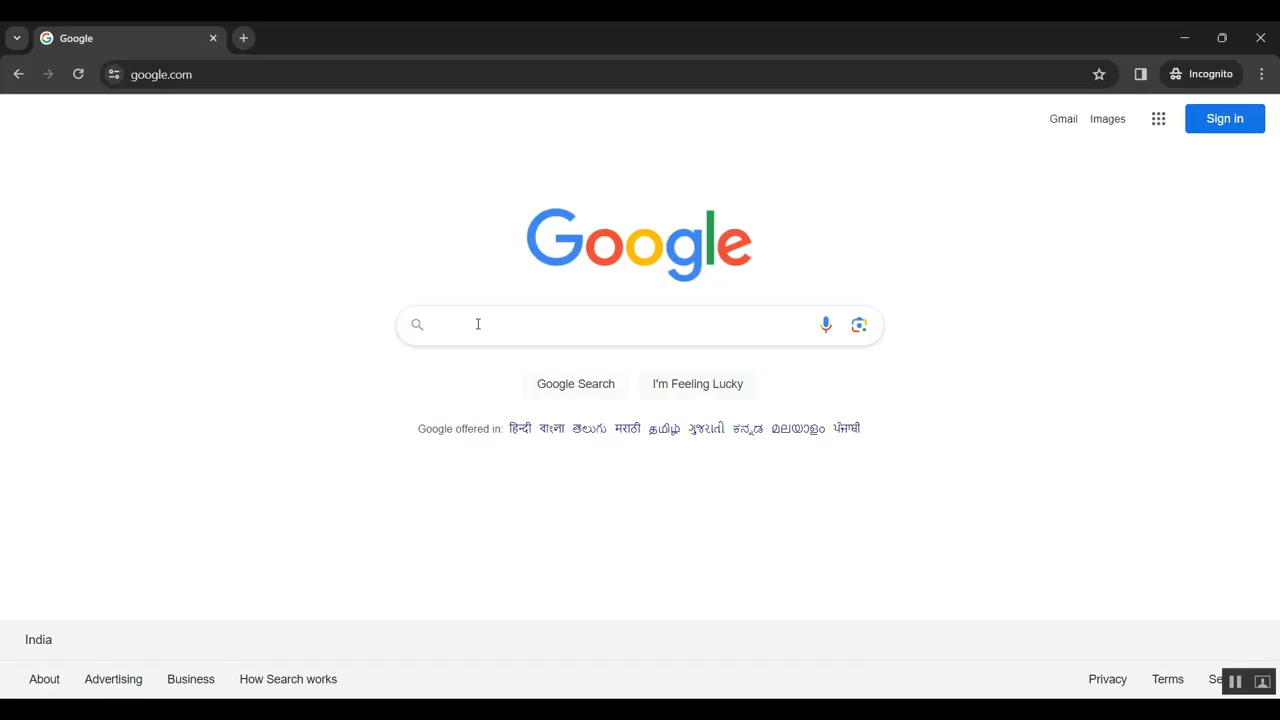 Google
google.com
Incognito
Gmail Images Sign in
Google
Google Search I'm Feeling Lucky
Google offered in: हिन्दी বাংলা తెలుగు मराठी தமிழ் ગુજરાતી ಕನ್ನಡ മലയാളം ਪੰਜਾਬੀ
India
About Advertising Business How Search works Privacy Terms Se